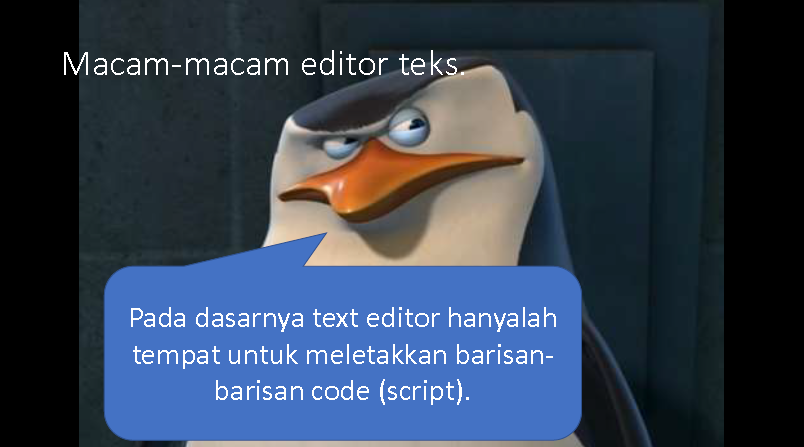 Macam-macam editor teks.
Pada dasarnya text editor hanyalah
tempat untuk meletakkan barisan-
barisan code (script).